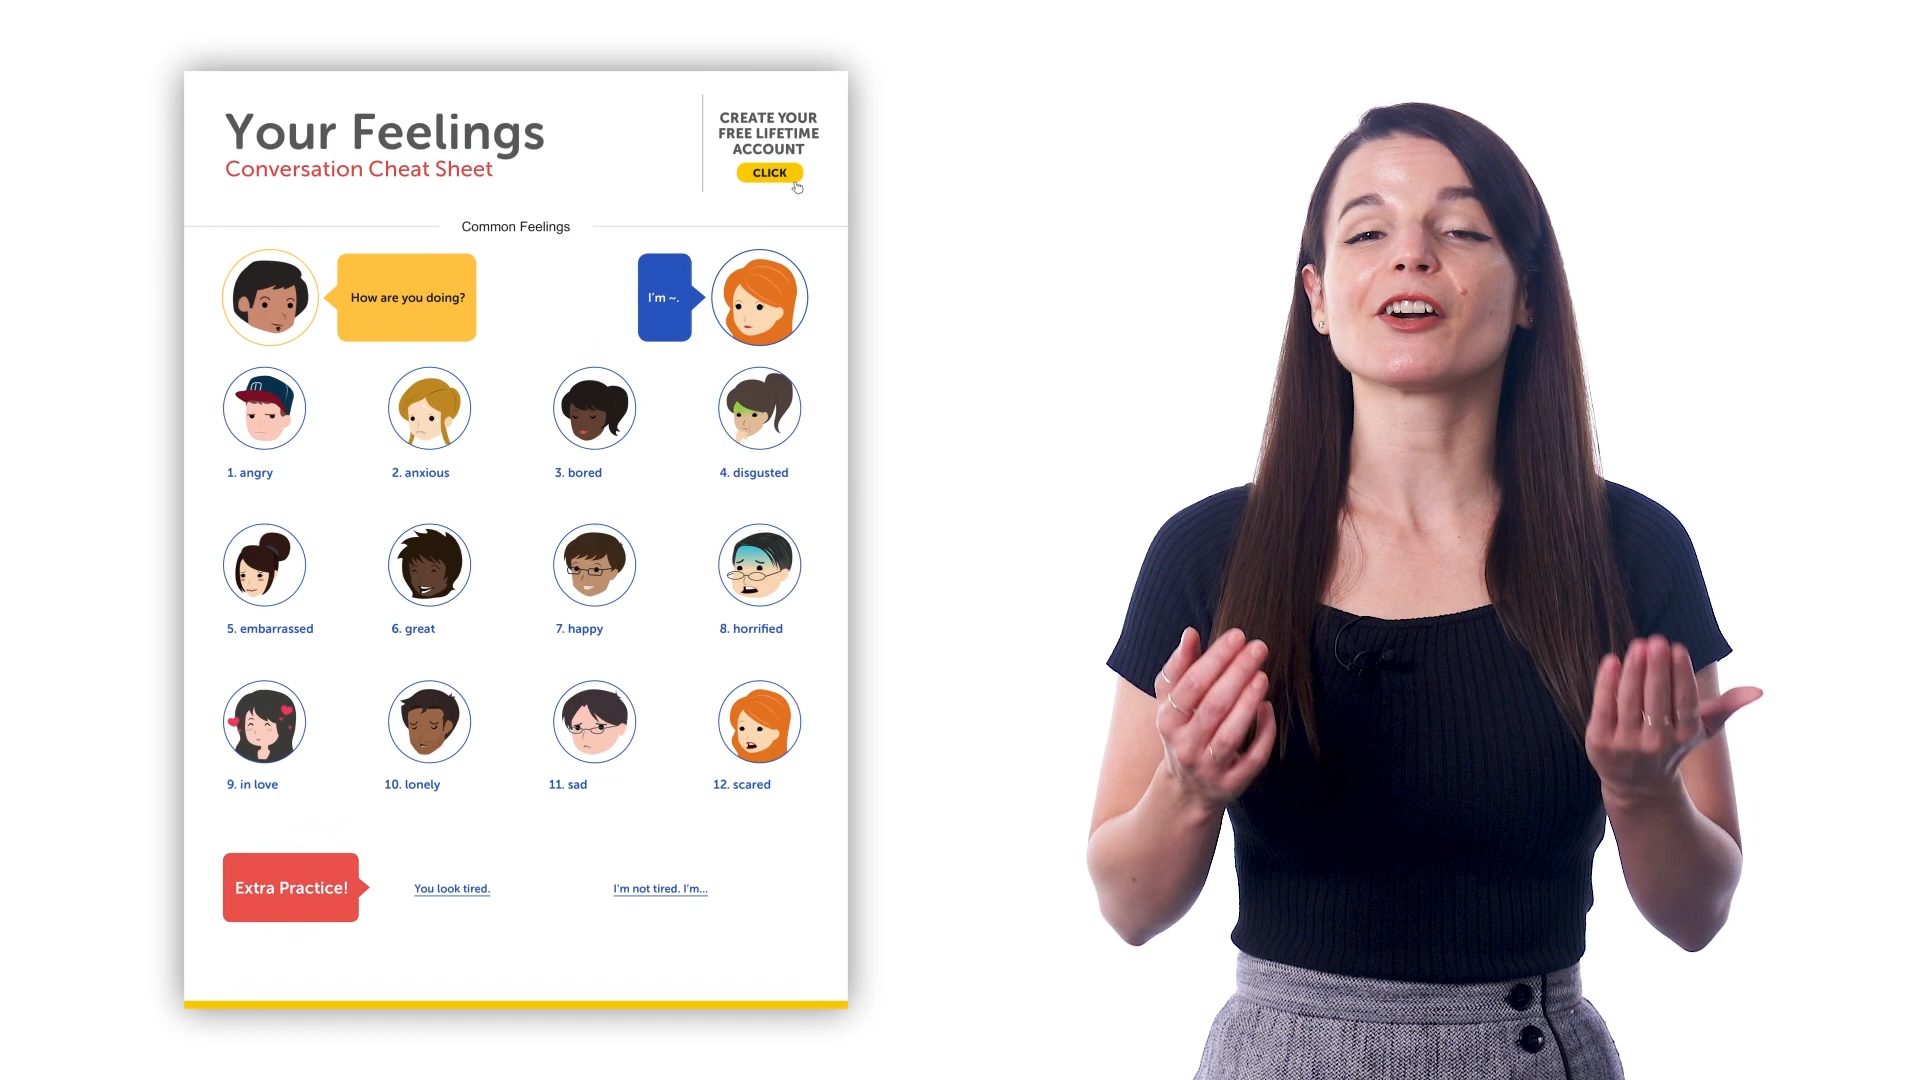 Your Feelings
Conversation Cheat Sheet
CREATE YOUR
FREE LIFETIME
ACCOUNT
CLICK
Common Feelings
How are you doing?
I'm ~.
1. angry
2. anxious
3. bored
4. disgusted
5. embarrassed
6. great
7. happy
8. horrified
9. in love
10. lonely
11. sad
12. scared
Extra Practice!
You look tired.
I'm not tired. I'm...